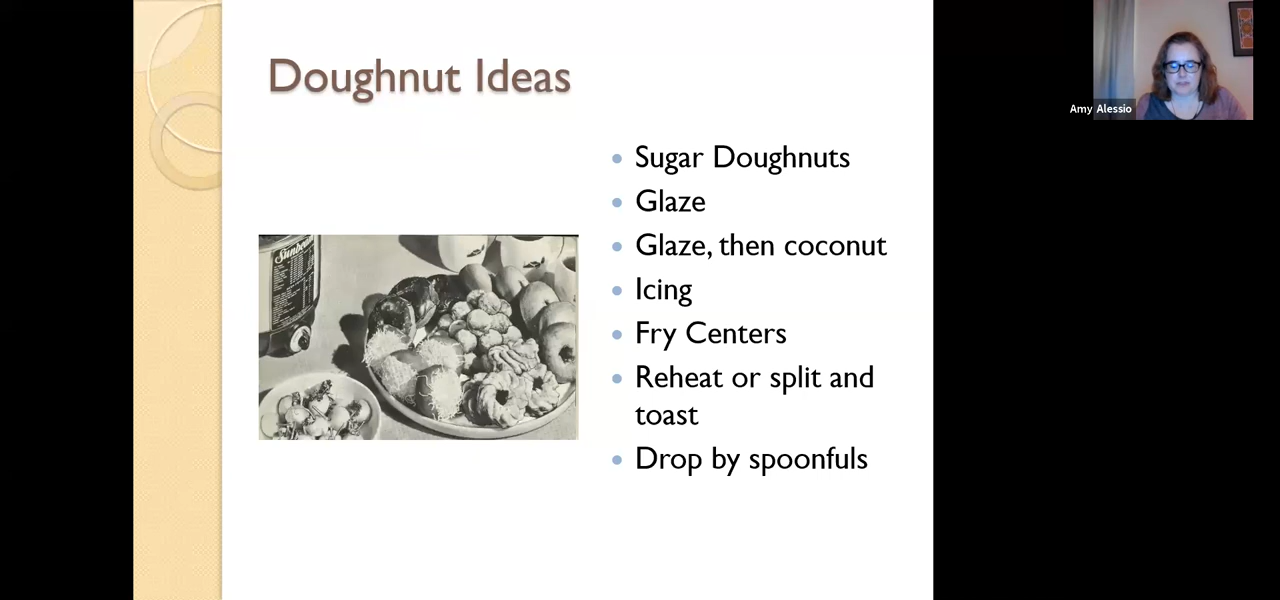 Doughnut Ideas
Sugar Doughnuts
Glaze
Glaze, then coconut
Icing
Fry Centers
Reheat or split and
toast
Drop by spoonfuls
Sunbeam
Amy Alessio